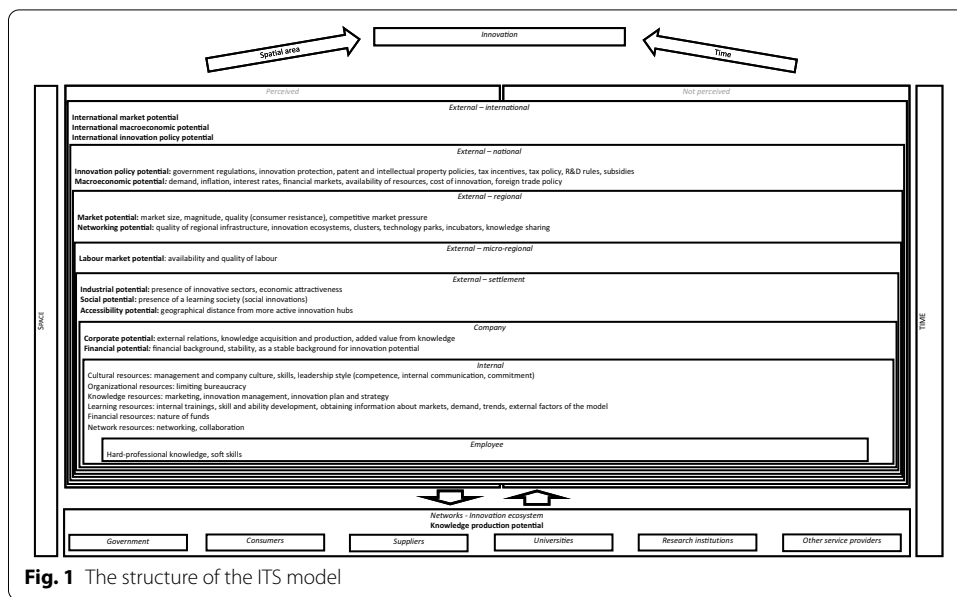 Innovation
Spatial area
Time
Perceived
Not perceived
External – international
International market potential
International macroeconomic potential
International innovation policy potential
External – national
Innovation policy potential: government regulations, innovation protection, patent and intellectual property policies, tax incentives, tax policy, R&D rules, subsidies
Macroeconomic potential: demand, inflation, interest rates, financial markets, availability of resources, cost of innovation, foreign trade policy
External – regional
Market potential: market size, magnitude, quality (consumer resistance), competitive market pressure
Networking potential: quality of regional infrastructure, innovation ecosystems, clusters, technology parks, incubators, knowledge sharing
External – micro-regional
Labour market potential: availability and quality of labour
External – settlement
Industrial potential: presence of innovative sectors, economic attractiveness
Social potential: presence of a learning society (social innovations)
Accessibility potential: geographical distance from more active innovation hubs
SPACE
TIME
Company
Corporate potential: external relations, knowledge acquisition and production, added value from knowledge
Financial potential: financial background, stability, as a stable background for innovation potential
Internal
Cultural resources: management and company culture, skills, leadership style (competence, internal communication, commitment)
Organizational resources: limiting bureaucracy
Knowledge resources: marketing, innovation management, innovation plan and strategy
Learning resources: internal trainings, skill and ability development, obtaining information about markets, demand, trends, external factors of the model
Financial resources: nature of funds
Network resources: networking, collaboration
Employee
Hard-professional knowledge, soft skills
Networks - Innovation ecosystem
Knowledge production potential
Government
Consumers
Suppliers
Universities
Research institutions
Other service providers
Fig. 1 The structure of the ITS model